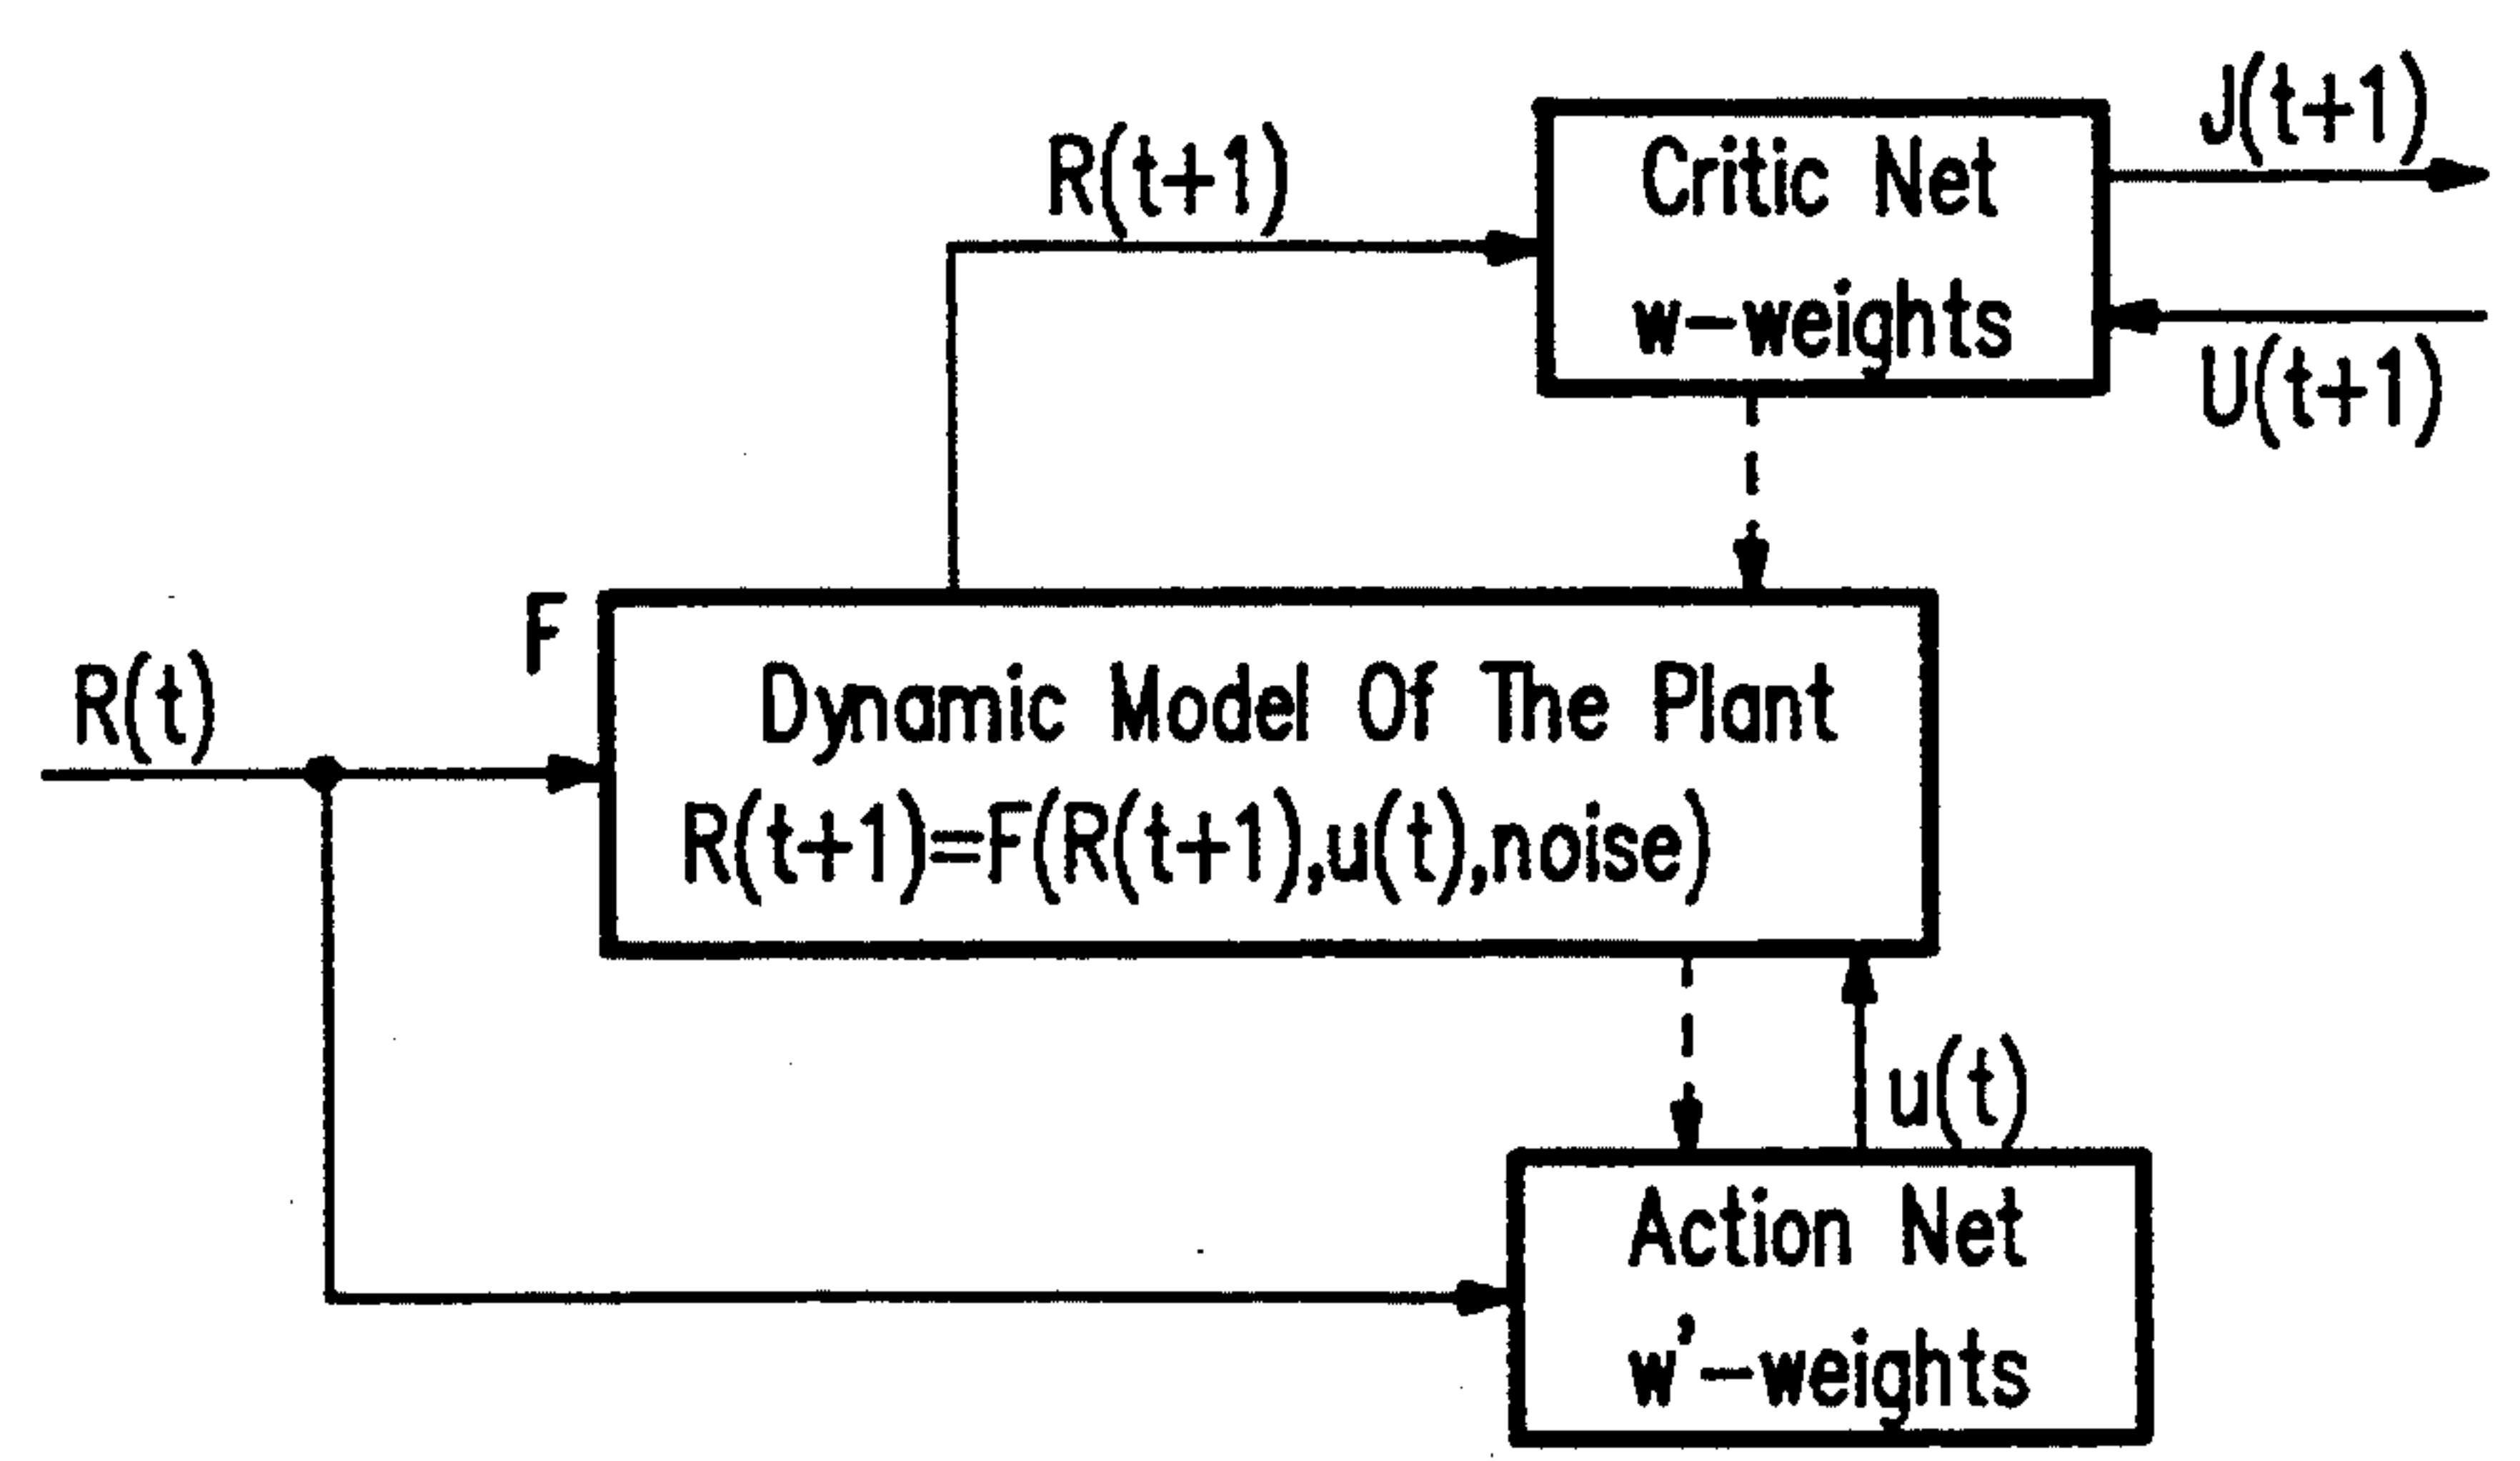 J(t+1)
R(t+1)
Critic Net
w-weights
U(t+1)
F
R(t)
Dynamic Model Of The Plant
R(t+1)=F(R(t+1),u(t),noise)
u(t)
Action Net
w'-weights